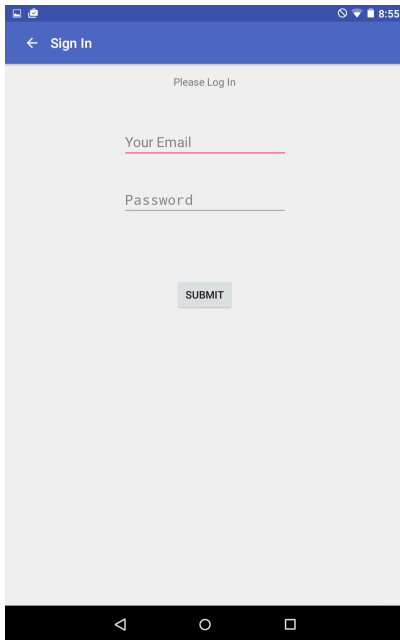 8:55
Sign In
Please Log In
Your Email
Password
SUBMIT